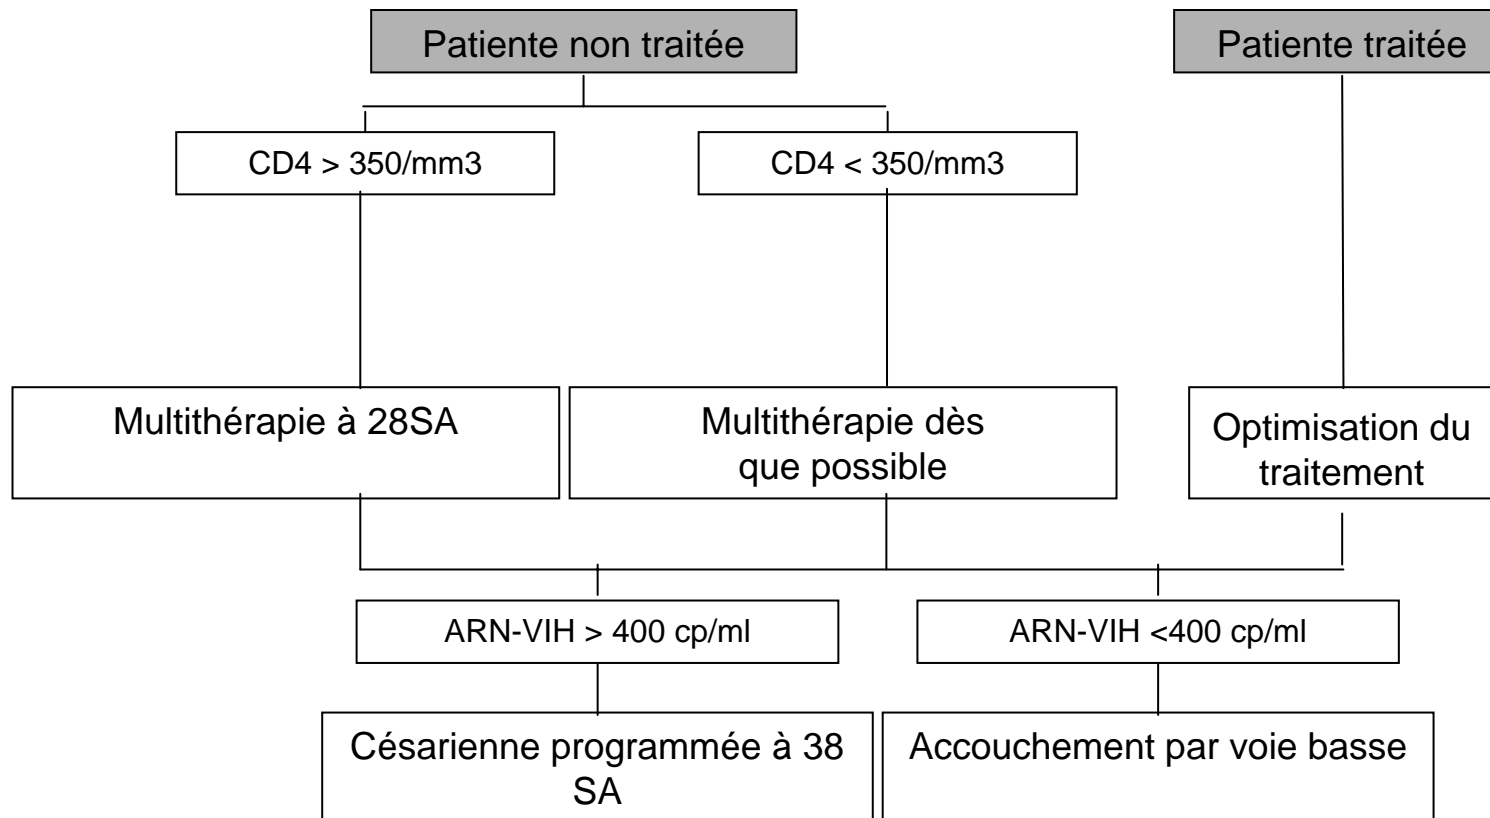 Patiente non traitée
Patiente traitée
CD4 > 350/mm3
CD4 < 350/mm3
Multithérapie à 28SA
Multithérapie dès
que possible
Optimisation du
traitement
ARN-VIH > 400 cp/ml
ARN-VIH <400 cp/ml
Césarienne programmée à 38
SA
Accouchement par voie basse